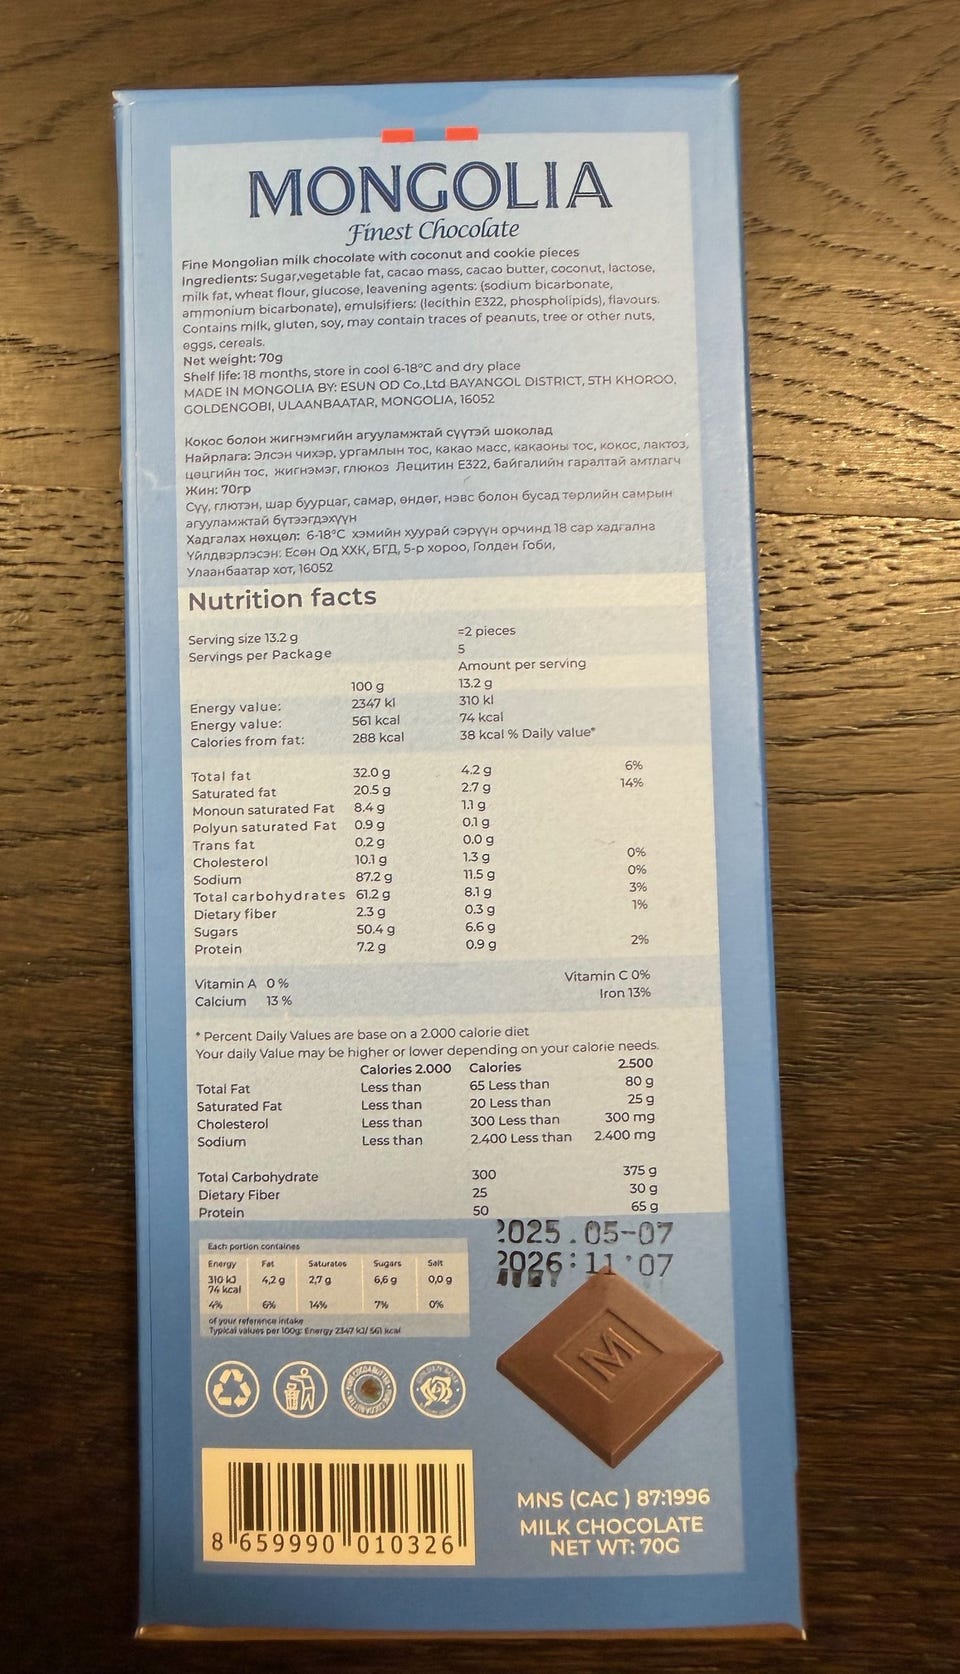 MONGOLIA
Finest Chocolate
Fine Mongolian milk chocolate with coconut and cookie pieces
Ingredients: Sugar,vegetable fat, cacao mass, cacao butter, coconut, lactose,
milk fat, wheat flour, glucose, leavening agents: (sodium bicarbonate,
ammonium bicarbonate), emulsifiers: (lecithin E322, phospholipids), flavours.
Contains milk, gluten, soy, may contain traces of peanuts, tree or other nuts,
eggs, cereals.
Net weight: 70g
Shelf life: 18 months, store in cool 6-18°C and dry place
MADE IN MONGOLIA BY: ESUN OD Co.,Ltd BAYANGOL DISTRICT, 5TH KHOROO,
GOLDENGOBI, ULAANBAATAR, MONGOLIA, 16052
Кокос болон жигнэмгийн агууламжтай сүүтэй шоколад
Найрлага: Элсэн чихэр, ургамлын тос, какао масс, какаоны тос, кокос, лактоз,
цөцгийн тос, жигнэмэг, глюкоз Лецитин E322, байгалийн гаралтай амтлагч
Жин: 70гр
Сүү, глютэн, шар буурцаг, самар, өндөг, нэвс болон бусад төрлийн самрын
агууламжтай бүтээгдэхүүн
Хадгалах нөхцөл: 6-18°C хэмийн хуурай сэрүүн орчинд 18 сар хадгална
Үйлдвэрлэсэн: Есөн Од ХХК, БГД, 5-р хороо, Голден Гоби,
Улаанбаатар хот, 16052
Nutrition facts
Serving size 13.2 g =2 pieces
Servings per Package 5
Amount per serving
100 g 13.2 g
Energy value: 2347 kl 310 kl
Energy value: 561 kcal 74 kcal
Calories from fat: 288 kcal 38 kcal % Daily value*
Total fat 32.0 g 4.2 g 6%
Saturated fat 20.5 g 2.7 g 14%
Monoun saturated Fat 8.4 g 1.1 g
Polyun saturated Fat 0.9 g 0.1 g
Trans fat 0.2 g 0.0 g
Cholesterol 10.1 g 1.3 g 0%
Sodium 87.2 g 11.5 g 0%
Total carbohydrates 61.2 g 8.1 g 3%
Dietary fiber 2.3 g 0.3 g 1%
Sugars 50.4 g 6.6 g
Protein 7.2 g 0.9 g 2%
Vitamin A 0 % Vitamin C 0%
Calcium 13 % Iron 13%
* Percent Daily Values are base on a 2.000 calorie diet
Your daily Value may be higher or lower depending on your calorie needs.
Calories 2.000 Calories 2.500
Total Fat Less than 65 Less than 80 g
Saturated Fat Less than 20 Less than 25 g
Cholesterol Less than 300 Less than 300 mg
Sodium Less than 2.400 Less than 2.400 mg
Total Carbohydrate 300 375 g
Dietary Fiber 25 30 g
Protein 50 65 g
2025.05-07
2026:11'07
Each portion containes
Energy Fat Saturates Sugars Salt
310 kJ 4,2 g 2,7 g 6,6 g 0,0 g
74 kcal
4% 6% 14% 7% 0%
of your reference intake
Typical values per 100g: Energy 2347 kJ/ 561 kcal
M
8 659990 010326
MNS (CAC ) 87:1996
MILK CHOCOLATE
NET WT: 70G